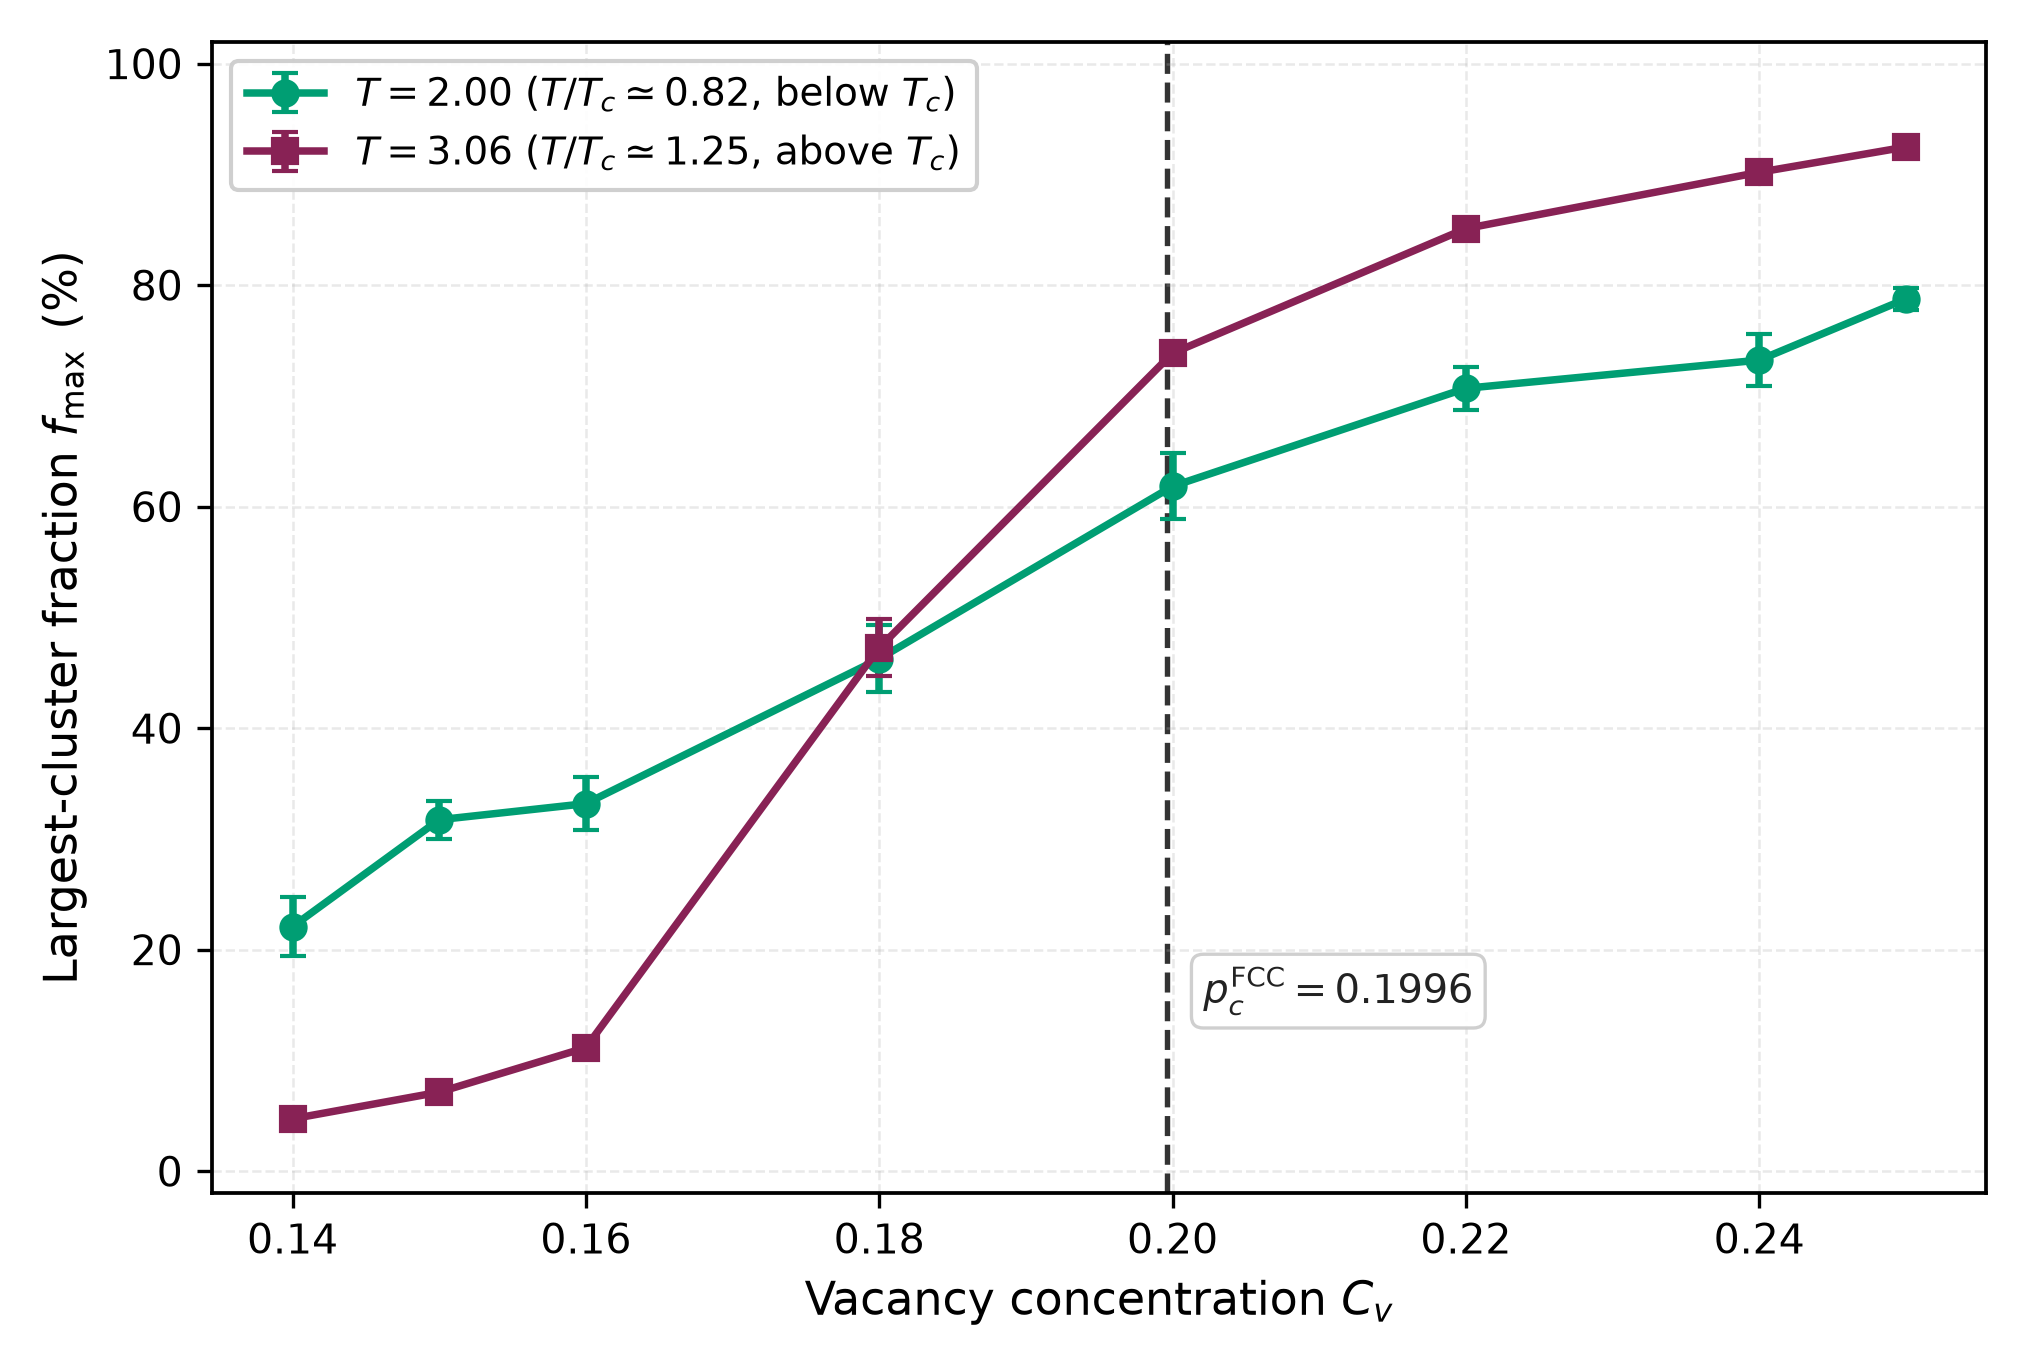 100
80
60
40
20
0
Largest-cluster fraction f_max (%)
T = 2.00 (T/T_c ≃ 0.82, below T_c)
T = 3.06 (T/T_c ≃ 1.25, above T_c)
p_c^FCC = 0.1996
0.14 0.16 0.18 0.20 0.22 0.24
Vacancy concentration C_v